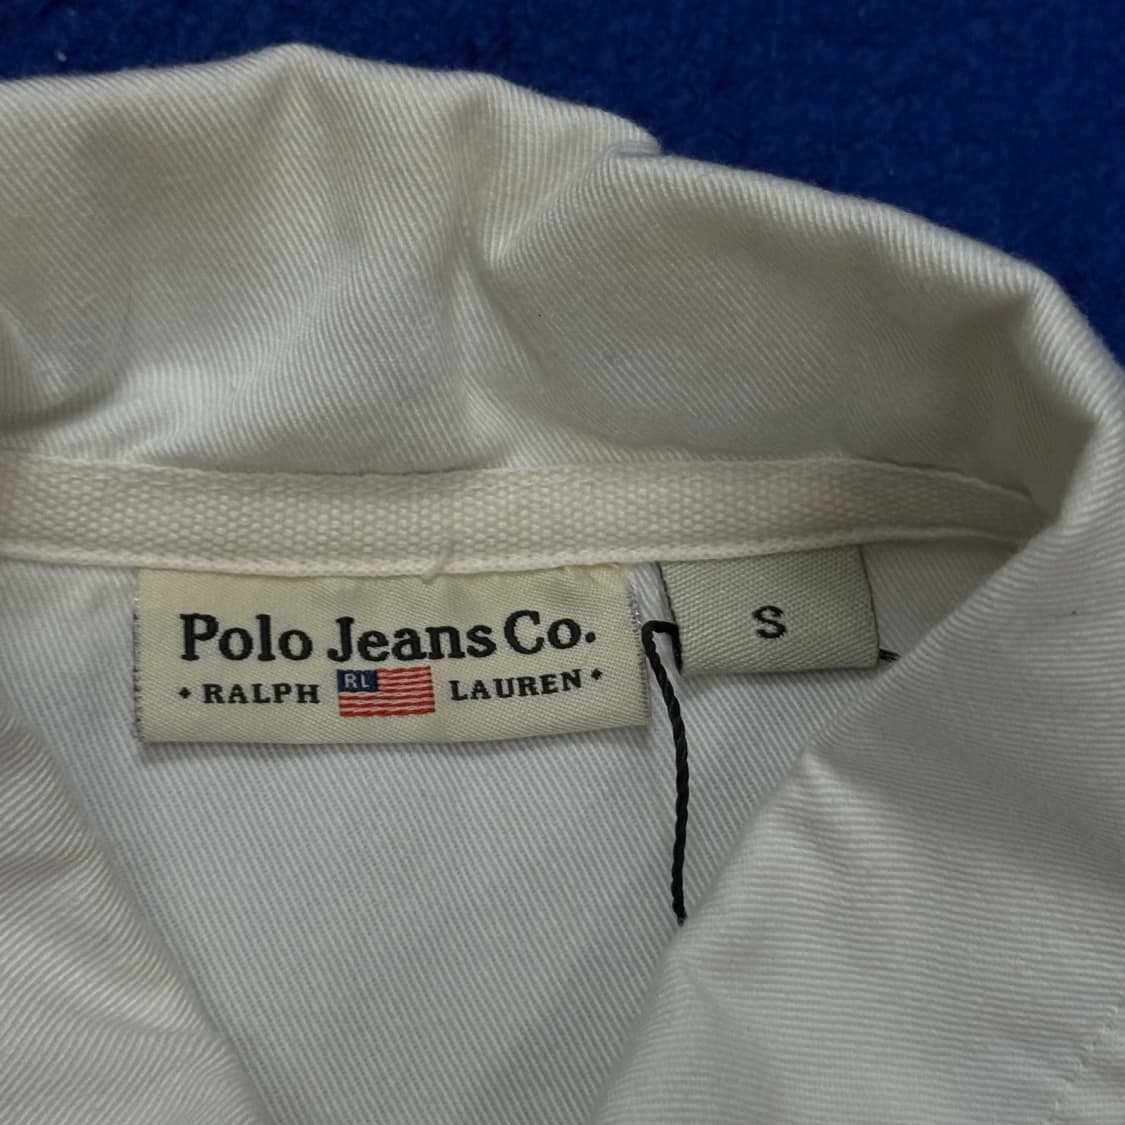 Polo Jeans Co.
• RALPH RL LAUREN •
S